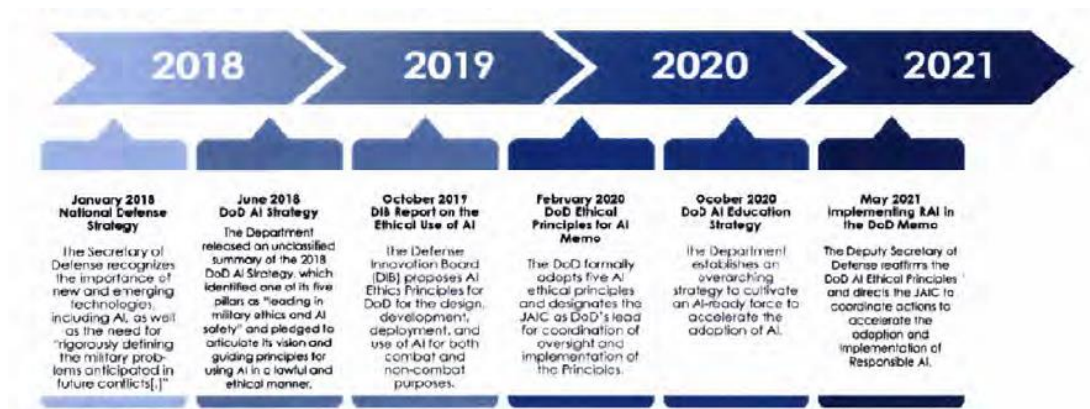 2018
2019
2020
2021
January 2018
National Defense
Strategy
The Secretary of
Defense recognizes
the importance of
new and emerging
technologies,
including AI, as well
as the need for
"rigorously defining
the military prob-
lems anticipated in
future conflicts[.]"
June 2018
DoD AI Strategy
The Department
released an unclassified
summary of the 2018
DoD AI Strategy, which
identified one of its five
pillars as "leading in
military ethics and AI
safety" and pledged to
articulate its vision and
guiding principles for
using AI in a lawful and
ethical manner.
October 2019
DIB Report on the
Ethical Use of AI
The Defense
Innovation Board
(DIB) proposes AI
Ethics Principles for
DoD for the design,
development,
deployment, and
use of AI for both
combat and
non-combat
purposes.
February 2020
DoD Ethical
Principles for AI
Memo
The DoD formally
adopts five AI
ethical principles
and designates the
JAIC as DoD's lead
for coordination of
oversight and
implementation of
the Principles.
Ocober 2020
DoD AI Education
Strategy
The Department
establishes an
overarching
strategy to cultivate
an AI-ready force to
accelerate the
adoption of AI.
May 2021
Implementing RAI in
the DoD Memo
The Deputy Secretary of
Defense reaffirms the
DoD AI Ethical Principles
and directs the JAIC to
coordinate actions to
accelerate the
adoption and
implementation of
Responsible AI.